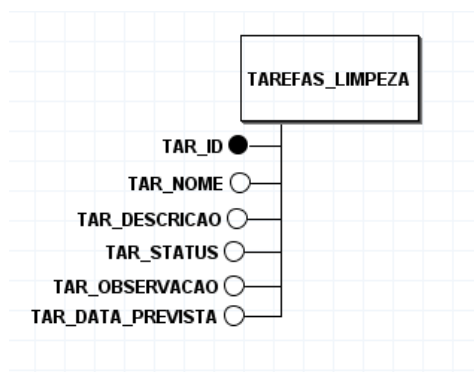 TAREFAS_LIMPEZA
TAR_ID
TAR_NOME
TAR_DESCRICAO
TAR_STATUS
TAR_OBSERVACAO
TAR_DATA_PREVISTA